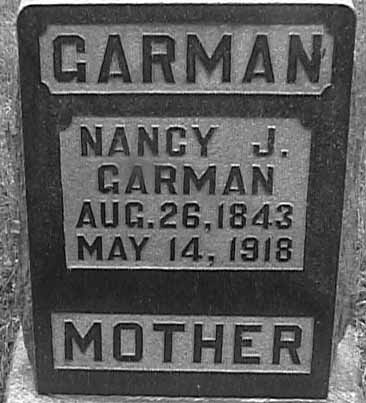 GARMAN
NANCY J.
GARMAN
AUG. 26, 1843
MAY 14, 1918
MOTHER